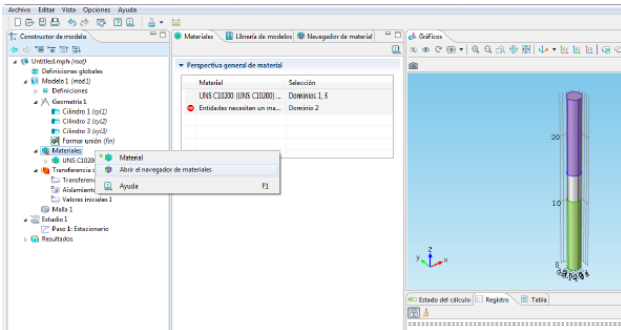 Archivo Editar Vista Opciones Ayuda
Constructor de modelo
Materiales Librería de modelos Navegador de material
Gráficos
Untitled.mph (root)
Definiciones globales
Modelo 1 (mod1)
Definiciones
Geometría 1
Cilindro 1 (cyl1)
Cilindro 2 (cyl2)
Cilindro 3 (cyl3)
Formar unión (fin)
Materiales
UNS C1020
Transferencia
Transferen
Aislamiento
Valores iniciales 1
Malla 1
Estudio 1
Paso 1: Estacionario
Resultados
Material
Abrir el navegador de materiales
Ayuda F1
Perspectiva general de material
Material Selección
UNS C10200 (UNS C10200) ... Dominios 1, 3
Entidades necesitan un ma... Dominio 2
20
10
0
z
y x
Estado del cálculo Registro Tabla